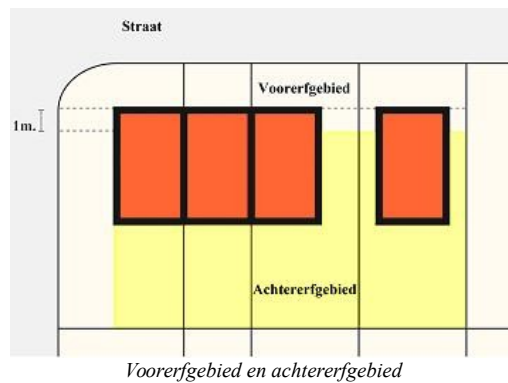 Straat
Voorerfgebied
1m.
Achtererfgebied
Voorerfgebied en achtererfgebied